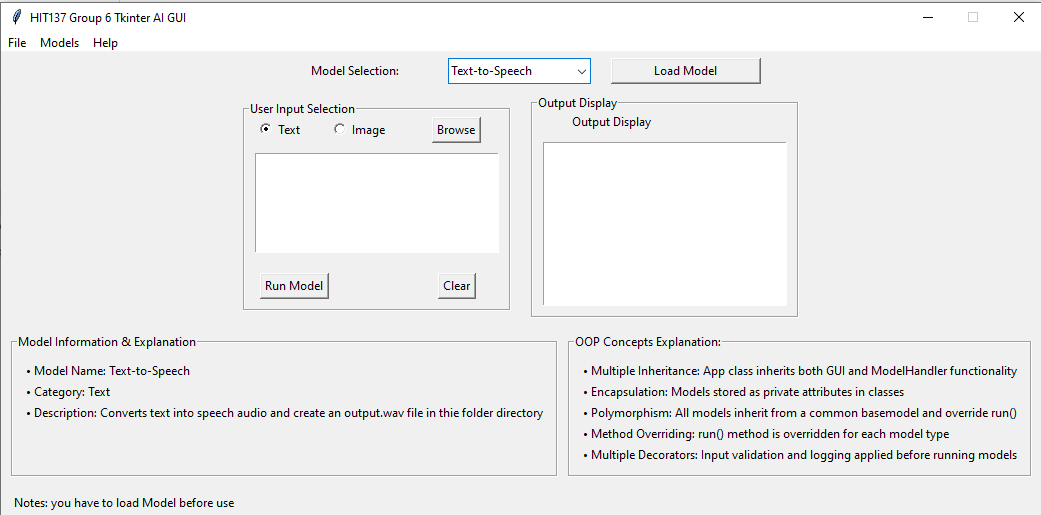 HIT137 Group 6 Tkinter AI GUI
File Models Help
Model Selection: Text-to-Speech Load Model
User Input Selection
Text Image Browse
Run Model Clear
Output Display
Output Display
Model Information & Explanation
• Model Name: Text-to-Speech
• Category: Text
• Description: Converts text into speech audio and create an output.wav file in thie folder directory
OOP Concepts Explanation:
• Multiple Inheritance: App class inherits both GUI and ModelHandler functionality
• Encapsulation: Models stored as private attributes in classes
• Polymorphism: All models inherit from a common basemodel and override run()
• Method Overriding: run() method is overridden for each model type
• Multiple Decorators: Input validation and logging applied before running models
Notes: you have to load Model before use